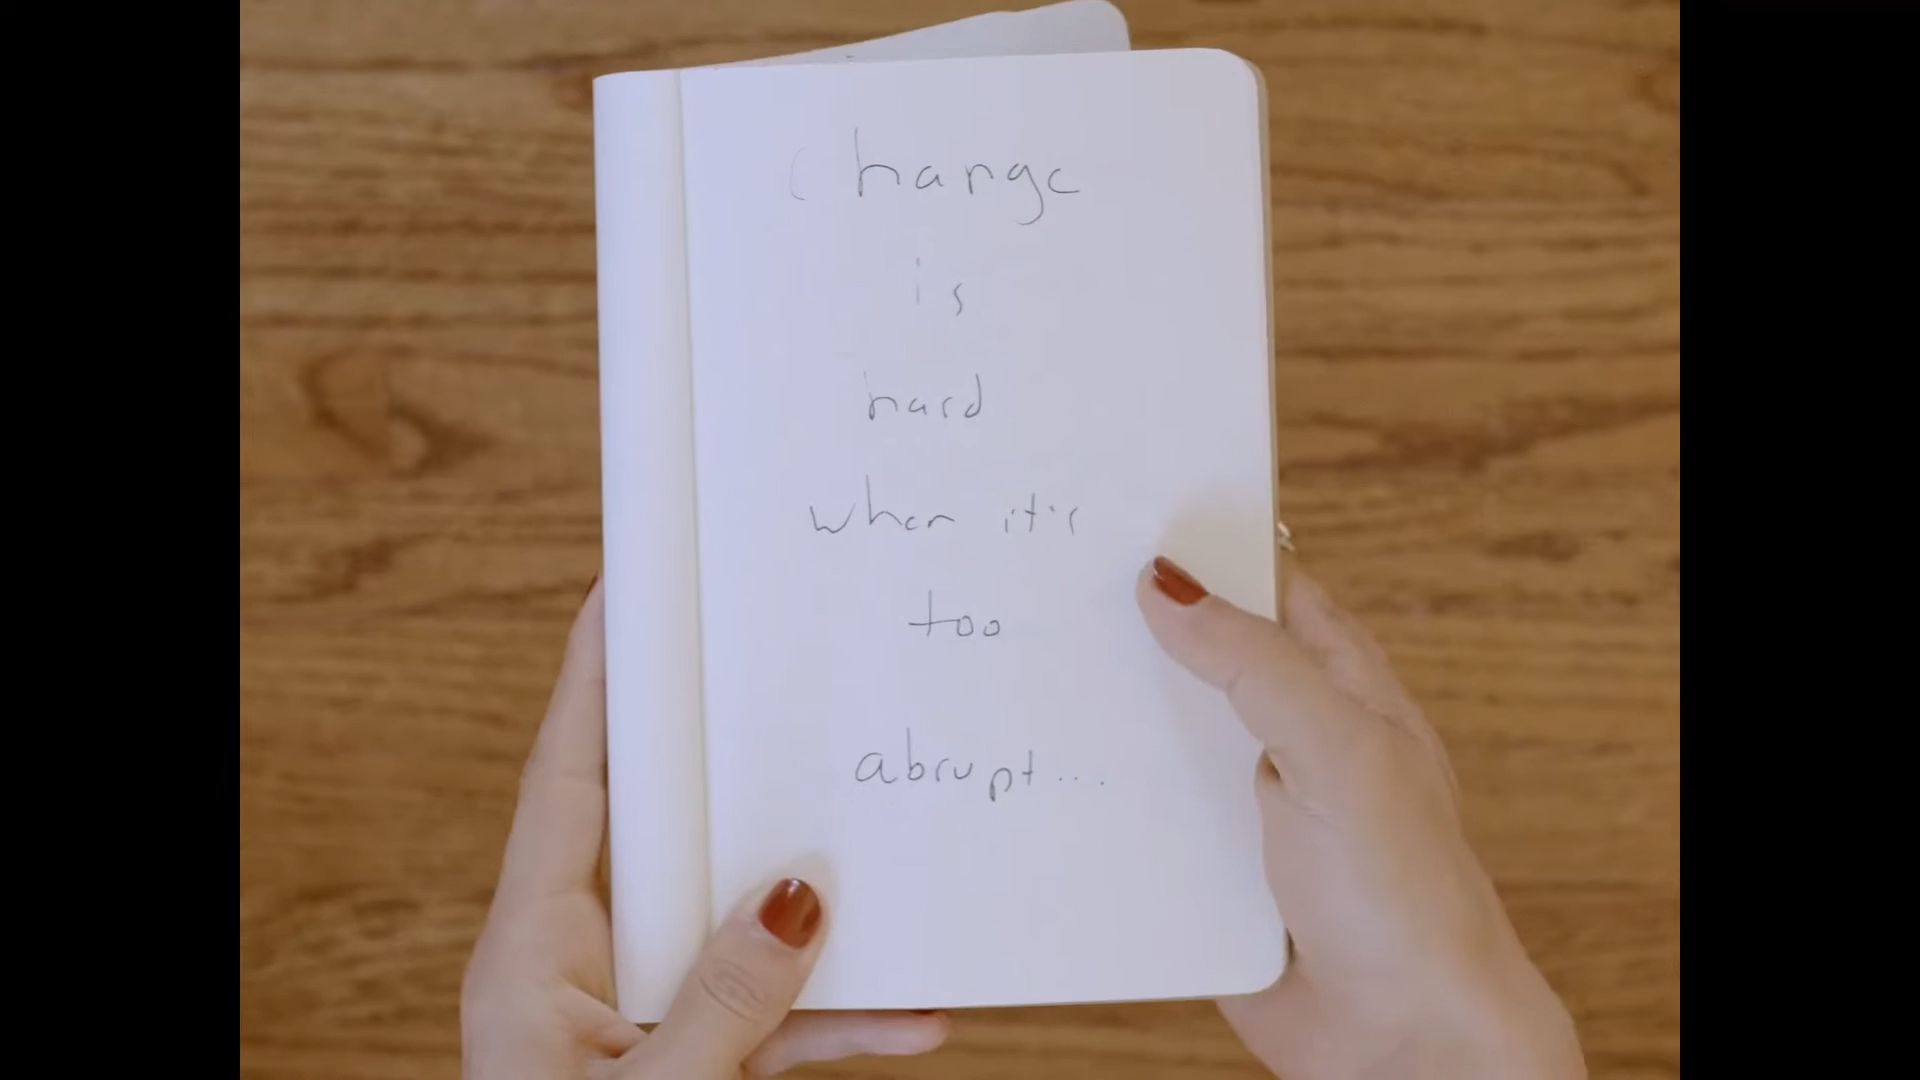 Change
is
hard
when it's
too
abrupt...